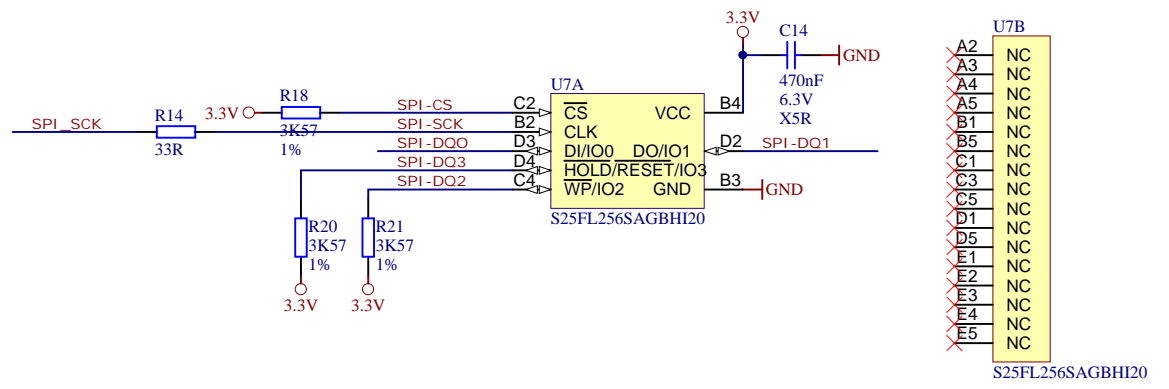 3.3V
C14
GND
470nF
6.3V
X5R
U7A
R18
3.3V
3K57
1%
SPI-CS
C2
CS
VCC
B4
SPI_SCK
R14
33R
SPI-SCK
B2
CLK
SPI-DQ0
D3
DI/IO0
DO/IO1
D2
SPI-DQ1
SPI-DQ3
D4
HOLD/RESET/IO3
SPI-DQ2
C4
WP/IO2
GND
B3
GND
S25FL256SAGBHI20
R20
3K57
1%
3.3V
R21
3K57
1%
3.3V
U7B
A2 NC
A3 NC
A4 NC
A5 NC
B1 NC
B5 NC
C1 NC
C3 NC
C5 NC
D1 NC
D5 NC
E1 NC
E2 NC
E3 NC
E4 NC
E5 NC
S25FL256SAGBHI20